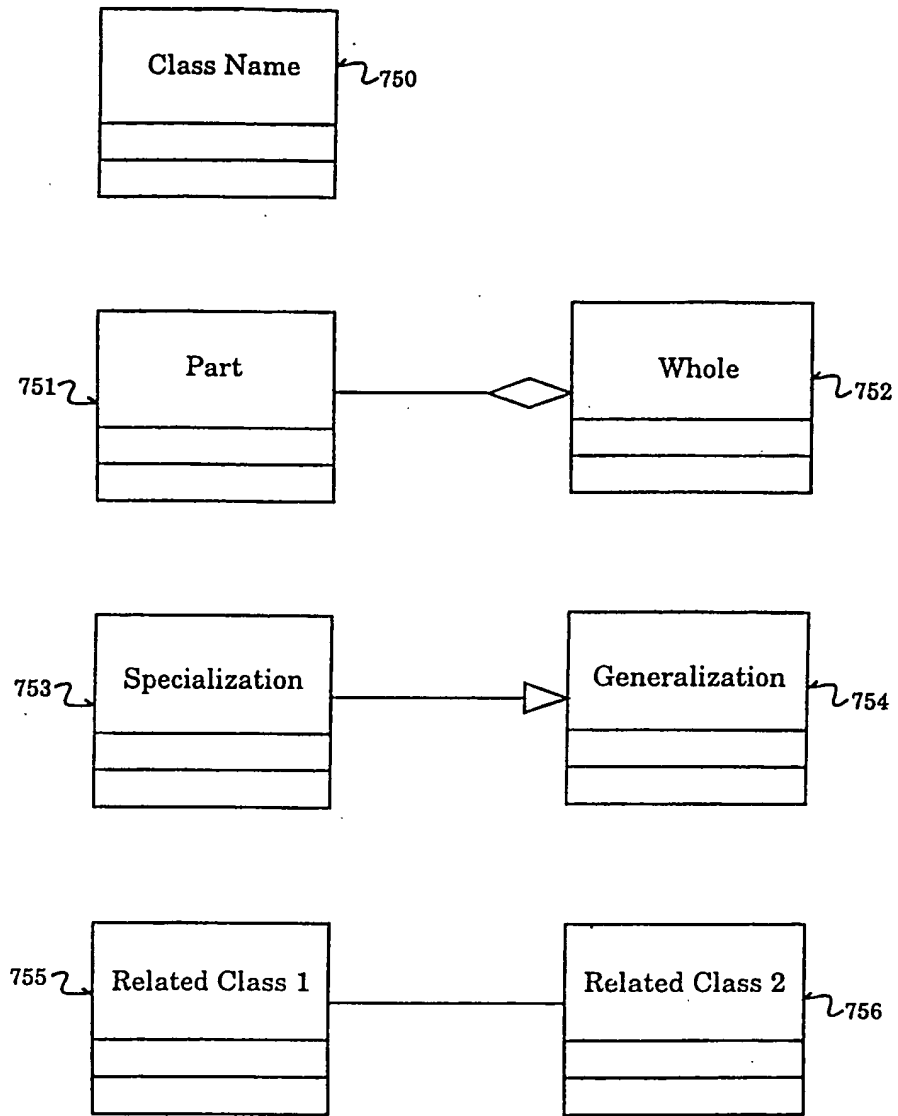 Class Name
750
Part
Whole
751
752
Specialization
Generalization
753
754
Related Class 1
Related Class 2
755
756